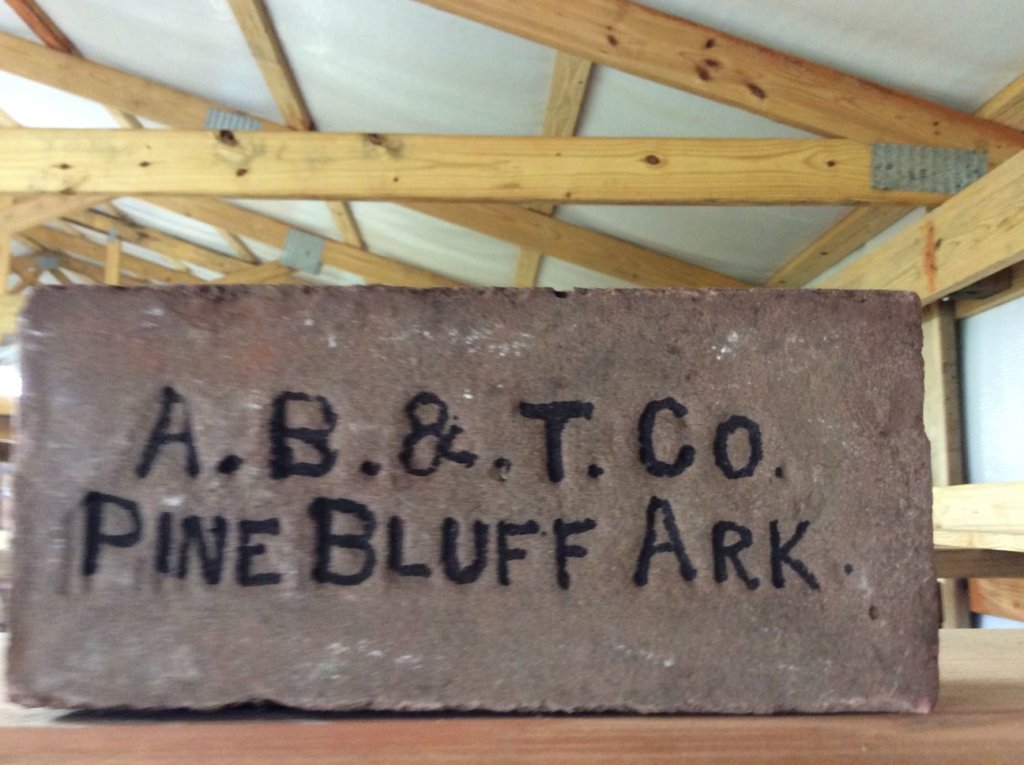 A.B.&.T.Co.
PINE BLUFF ARK.